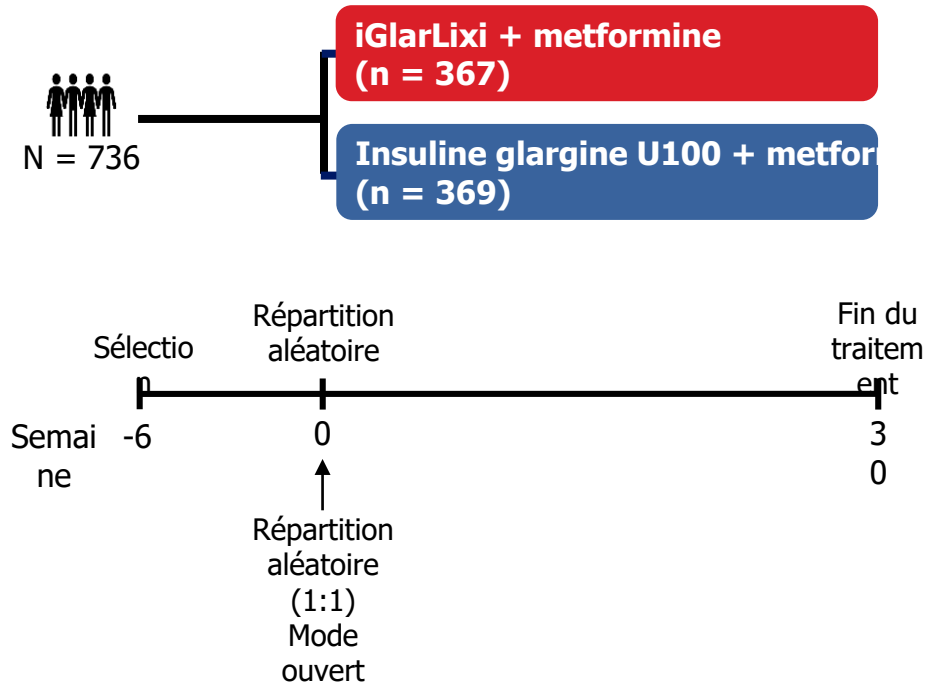 iGlarLixi + metformine
(n = 367)
N = 736
Insuline glargine U100 + metfor
(n = 369)
Sélectio
n
Répartition
aléatoire
Fin du
traitem
ent
Semai
ne
-6
0
3
0
Répartition
aléatoire
(1:1)
Mode
ouvert